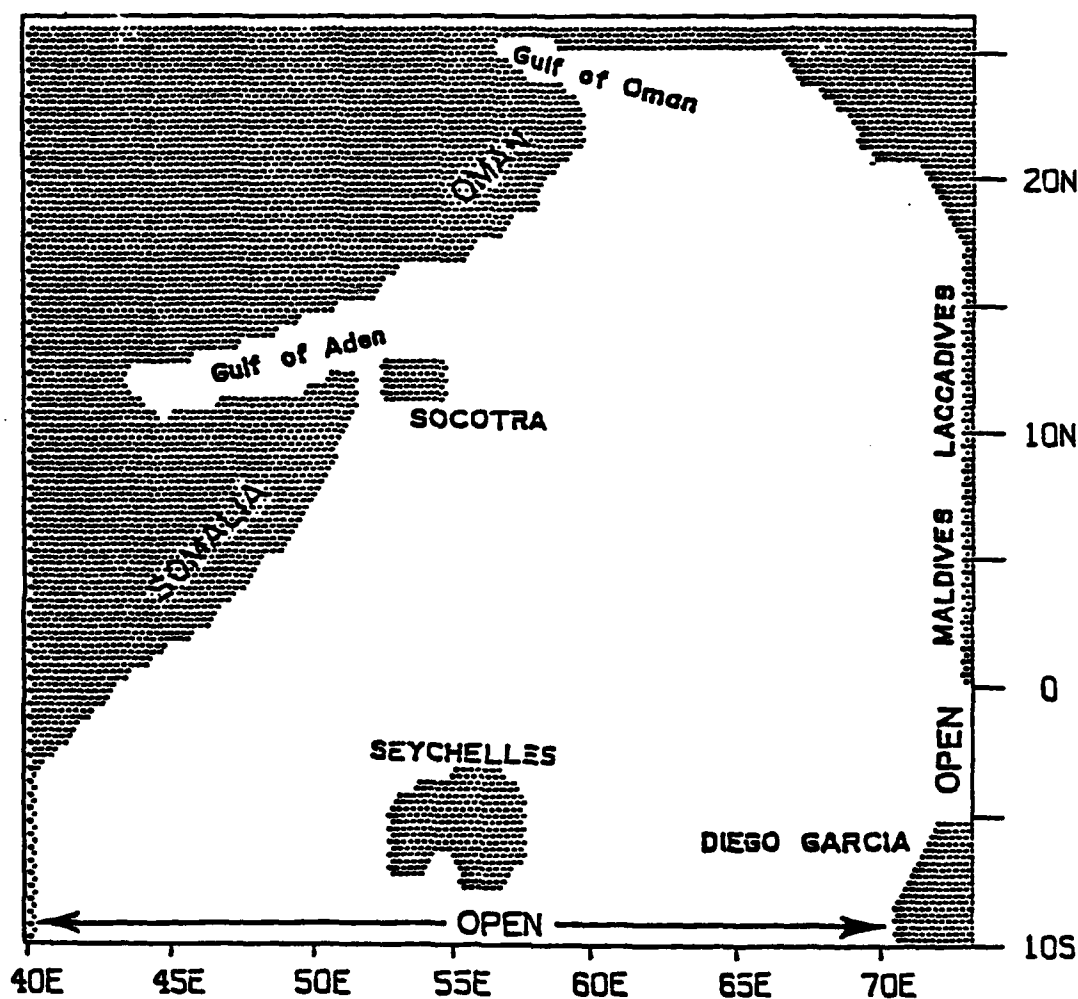 Gulf of Oman
OMAN
20N
Gulf of Aden
LACCADIVES
SOCOTRA
10N
SOMALIA
MALDIVES
0
SEYCHELLES
OPEN
DIEGO GARCIA
OPEN
10S
40E 45E 50E 55E 60E 65E 70E